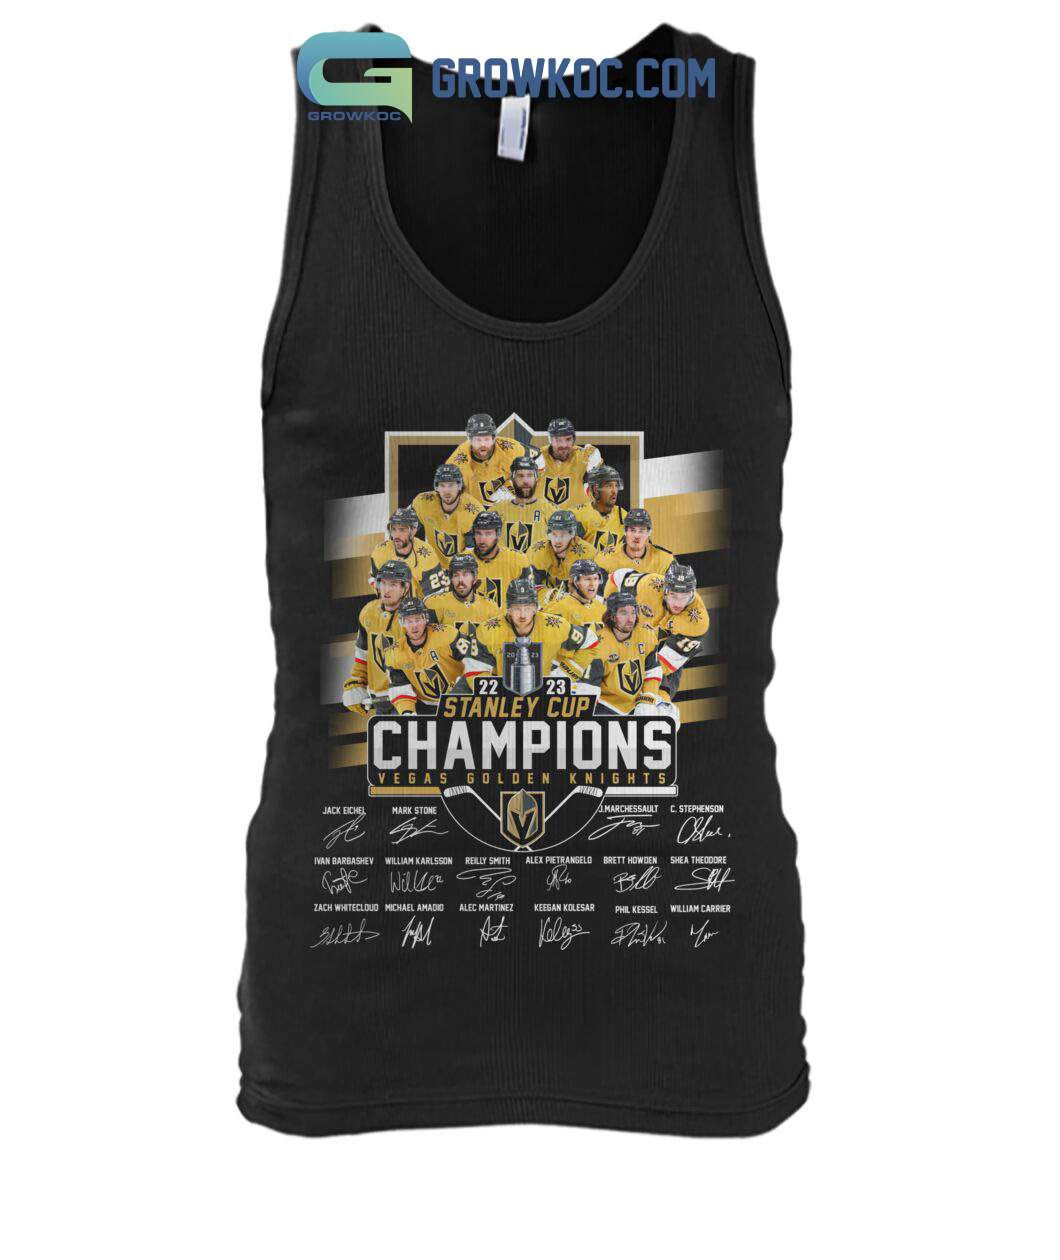 GROWKOC.COM
GROWKOC
20 23
22 23
STANLEY CUP
CHAMPIONS
VEGAS GOLDEN KNIGHTS
JACK EICHEL MARK STONE J.MARCHESSAULT C. STEPHENSON
IVAN BARBASHEV WILLIAM KARLSSON REILLY SMITH ALEX PIETRANGELO BRETT HOWDEN SHEA THEODORE
ZACH WHITECLOUD MICHAEL AMADIO ALEC MARTINEZ KEEGAN KOLESAR PHIL KESSEL WILLIAM CARRIER